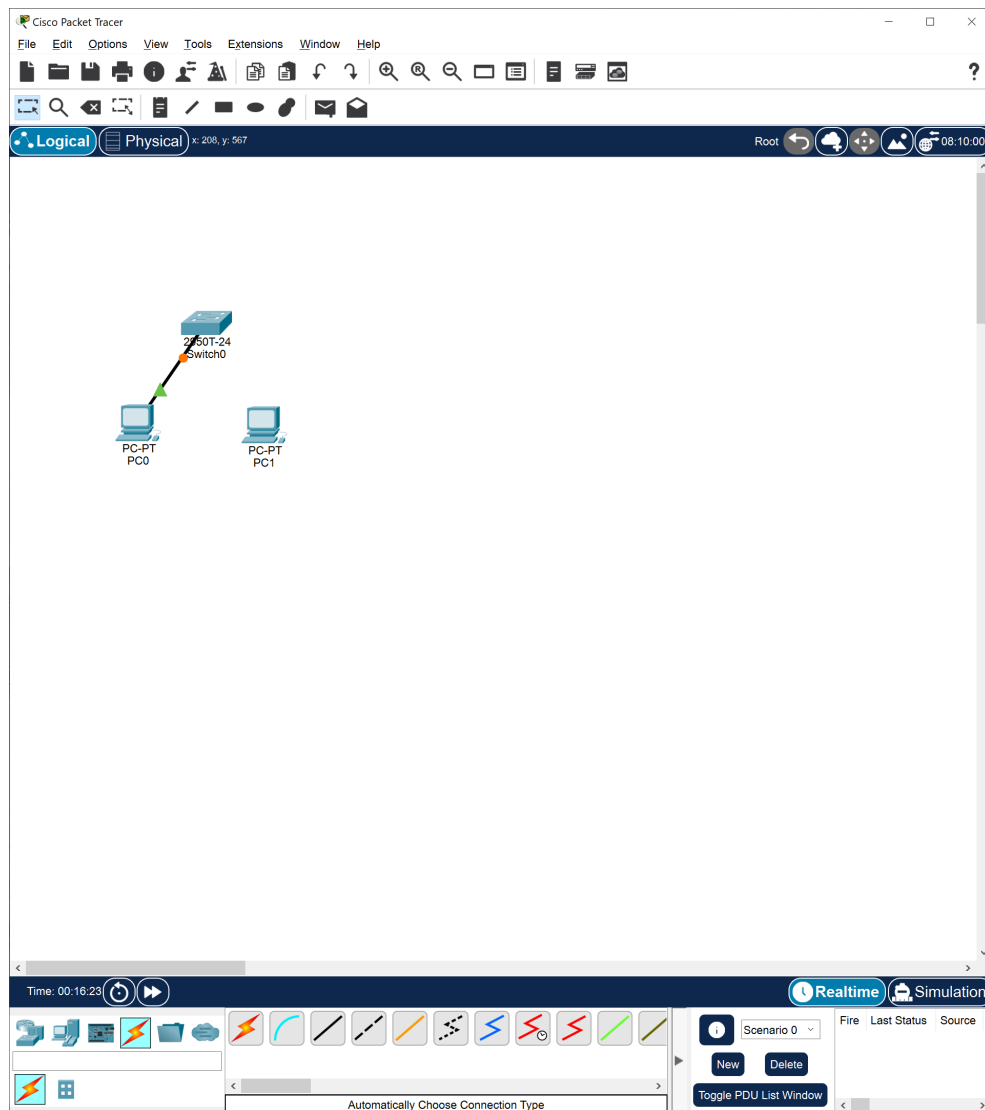 Cisco Packet Tracer
File Edit Options View Tools Extensions Window Help
Logical Physical x: 208, y: 567 Root 08:10:00
2950T-24
Switch0
PC-PT
PC0
PC-PT
PC1
Time: 00:16:23 Realtime Simulation
Scenario 0
Fire Last Status Source
New Delete
Toggle PDU List Window
Automatically Choose Connection Type